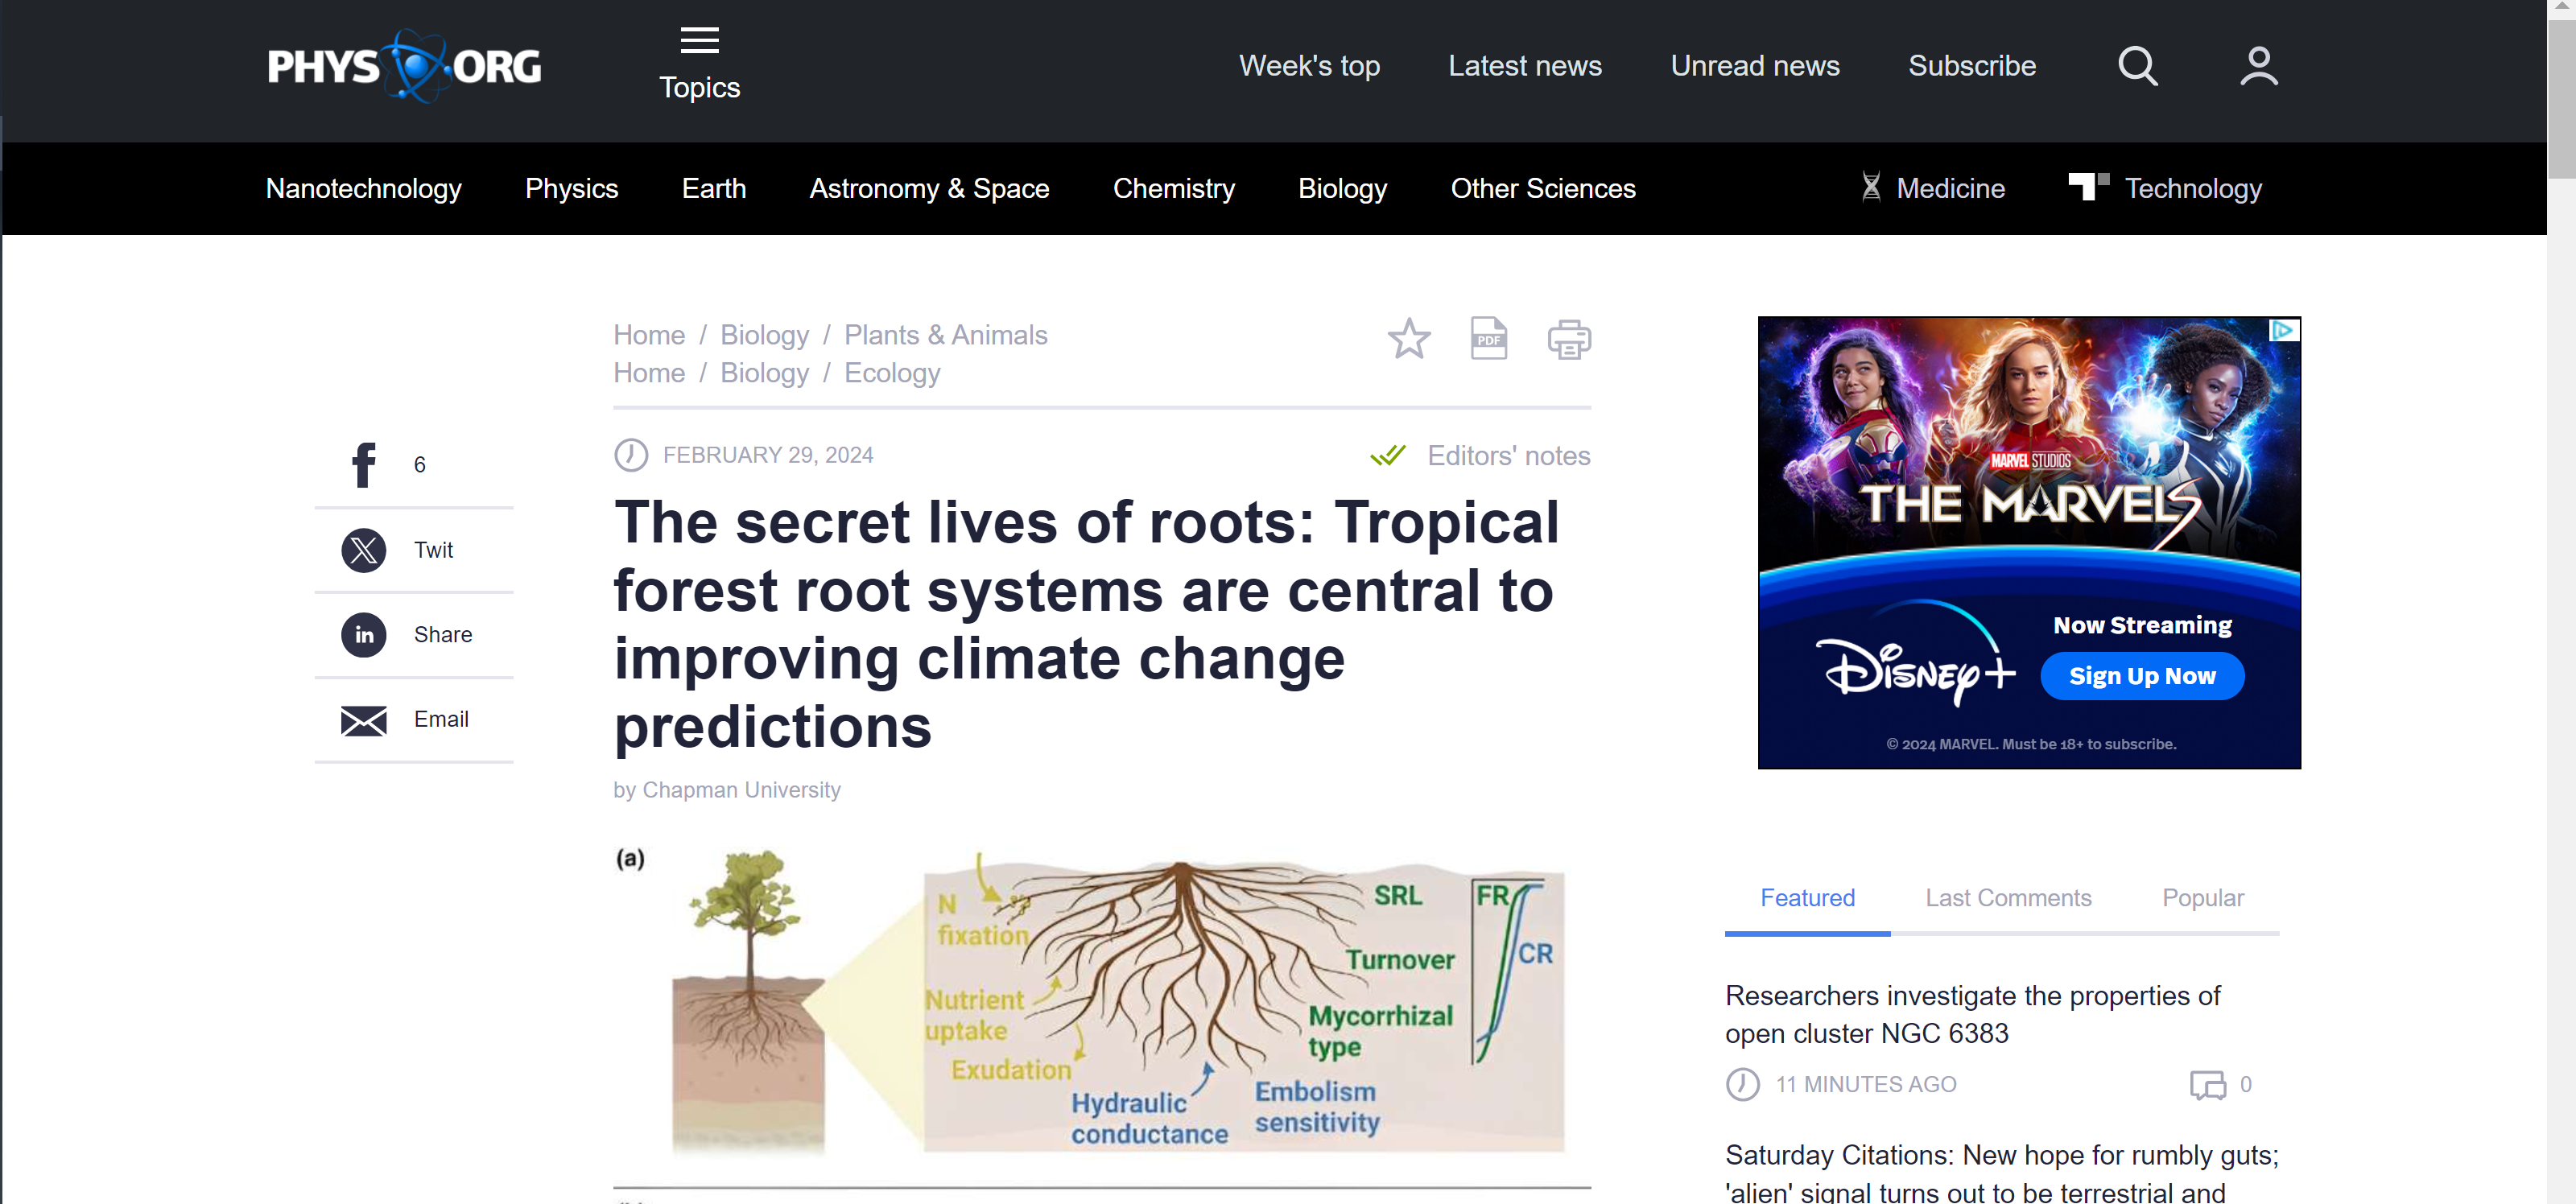 PHYS ORG
Topics
Week's top
Latest news
Unread news
Subscribe
Nanotechnology
Physics
Earth
Astronomy & Space
Chemistry
Biology
Other Sciences
Medicine
Technology
Home / Biology / Plants & Animals
Home / Biology / Ecology
PDF
FEBRUARY 29, 2024
Editors' notes
The secret lives of roots: Tropical
forest root systems are central to
improving climate change
predictions
by Chapman University
6
Twit
Share
Email
(a)
N
fixation
Nutrient
uptake
Exudation
Hydraulic
conductance
Embolism
sensitivity
SRL
Turnover
Mycorrhizal
type
FR
CR
MARVEL STUDIOS
THE MARVELS
Disney+
Now Streaming
Sign Up Now
© 2024 MARVEL. Must be 18+ to subscribe.
Featured
Last Comments
Popular
Researchers investigate the properties of
open cluster NGC 6383
11 MINUTES AGO
0
Saturday Citations: New hope for rumbly guts;
'alien' signal turns out to be terrestrial and